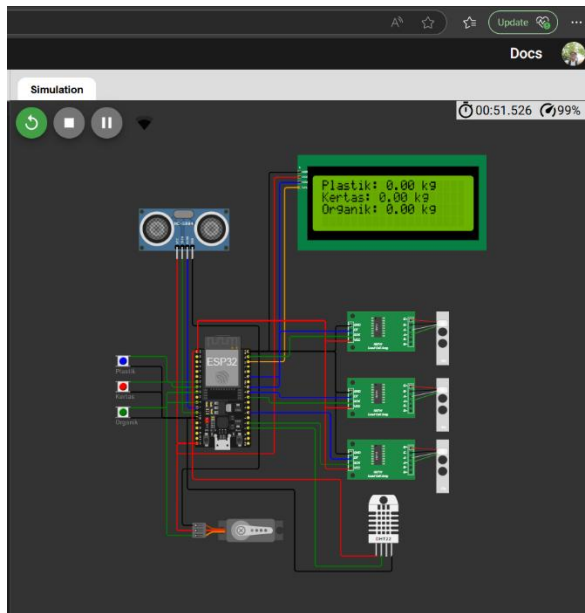 Update
Docs
Simulation
00:51.526 99%
Plastik: 0.00 kg
Kertas: 0.00 kg
Organik: 0.00 kg
HC-SR04
ESP32
Plastik
Kertas
Organik
DHT22